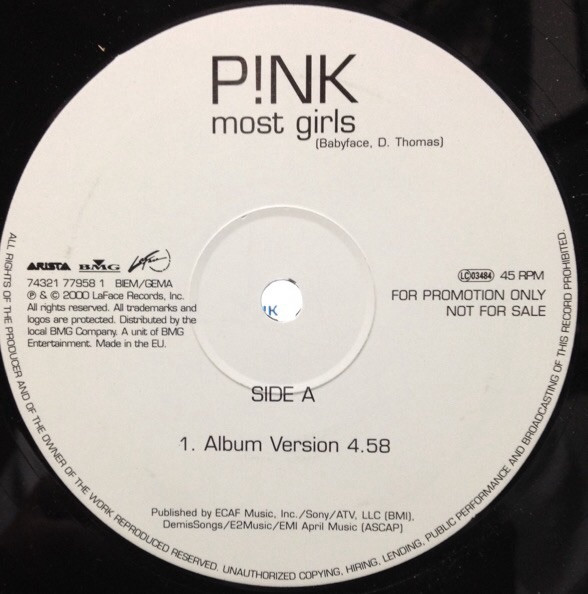 P!NK
most girls
(Babyface, D. Thomas)
ARISTA BMG LaFace
74321 77958 1 BIEM/GEMA
℗ & © 2000 LaFace Records, Inc.
All rights reserved. All trademarks and
logos are protected. Distributed by the
local BMG Company. A unit of BMG
Entertainment. Made in the EU.
LC 03484 45 RPM
FOR PROMOTION ONLY
NOT FOR SALE
SIDE A
1. Album Version 4.58
Published by ECAF Music, Inc./Sony/ATV, LLC (BMI),
DemisSongs/E2Music/EMI April Music (ASCAP)
ALL RIGHTS OF THE PRODUCER AND OF THE OWNER OF THE WORK REPRODUCED RESERVED. UNAUTHORIZED COPYING, HIRING, LENDING, PUBLIC PERFORMANCE AND BROADCASTING OF THIS RECORD PROHIBITED.